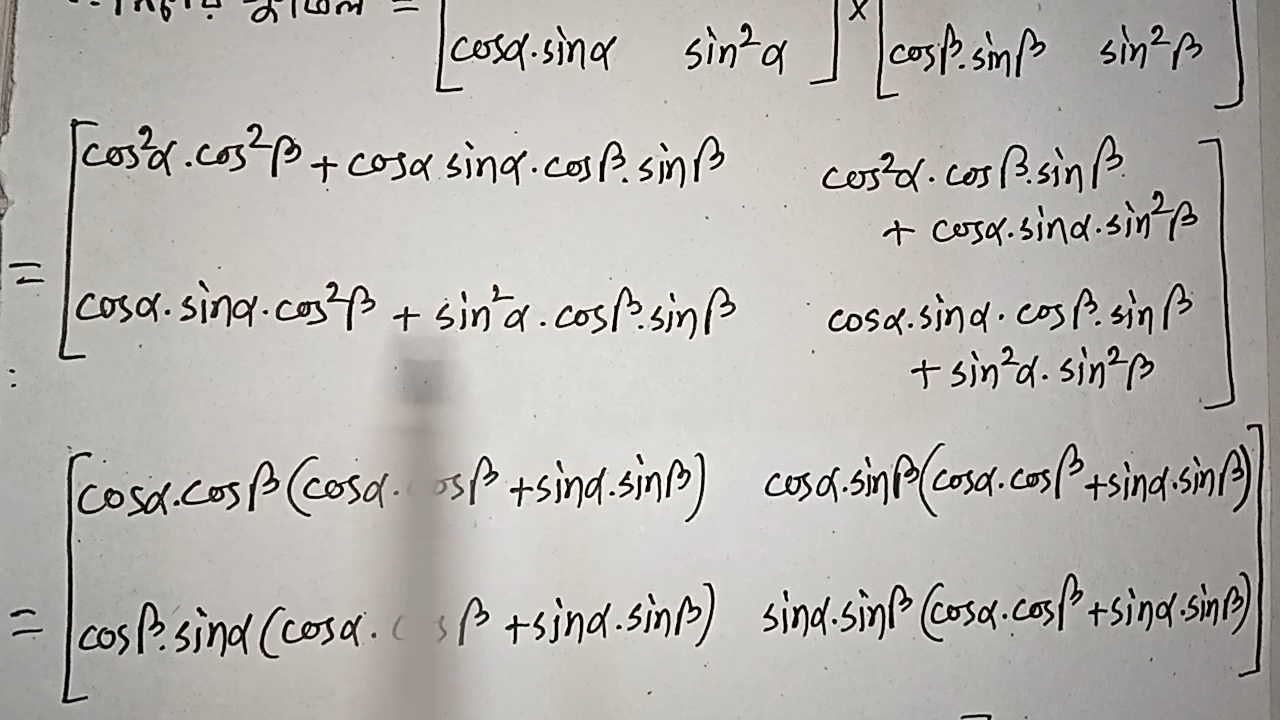 =
[cosα.sinα sin²α] × [cosβ.sinβ sin²β]
[cos²α.cos²β + cosα sinα.cosβ.sinβ cos²α.cosβ.sinβ
+ cosα.sinα.sin²β
=
cosα.sinα.cos²β + sin²α.cosβ.sinβ cosα.sinα.cosβ.sinβ
+ sin²α.sin²β]
:
[cosα.cosβ(cosα. osβ +sinα.sinβ) cosα.sinβ(cosα.cosβ+sinα.sinβ)
= cosβ.sinα(cosα. sβ +sinα.sinβ) sinα.sinβ(cosα.cosβ+sinα.sinβ)]